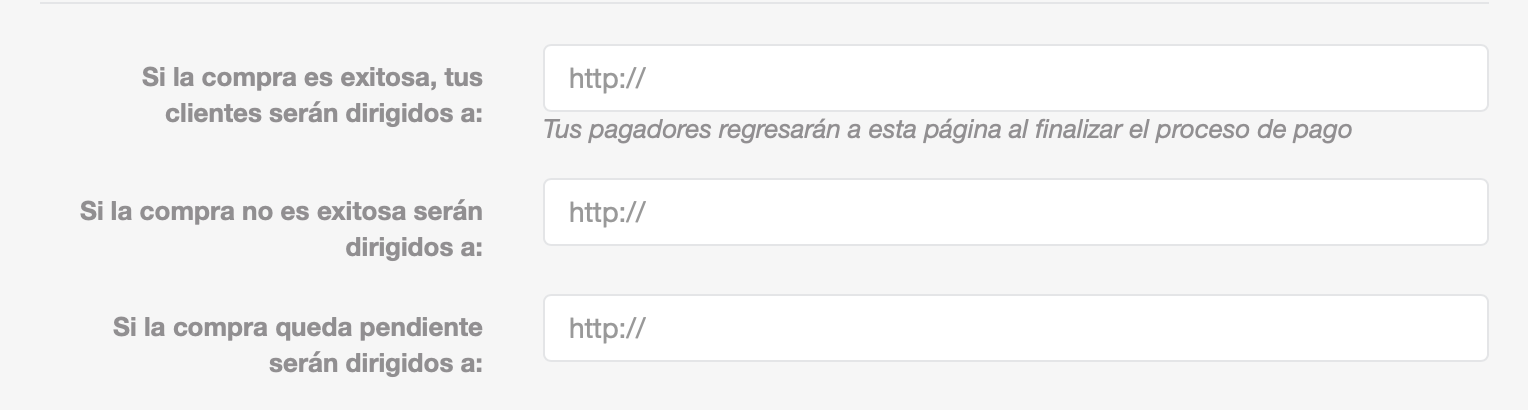 Si la compra es exitosa, tus
clientes serán dirigidos a:
http://
Tus pagadores regresarán a esta página al finalizar el proceso de pago
Si la compra no es exitosa serán
dirigidos a:
http://
Si la compra queda pendiente
serán dirigidos a:
http://